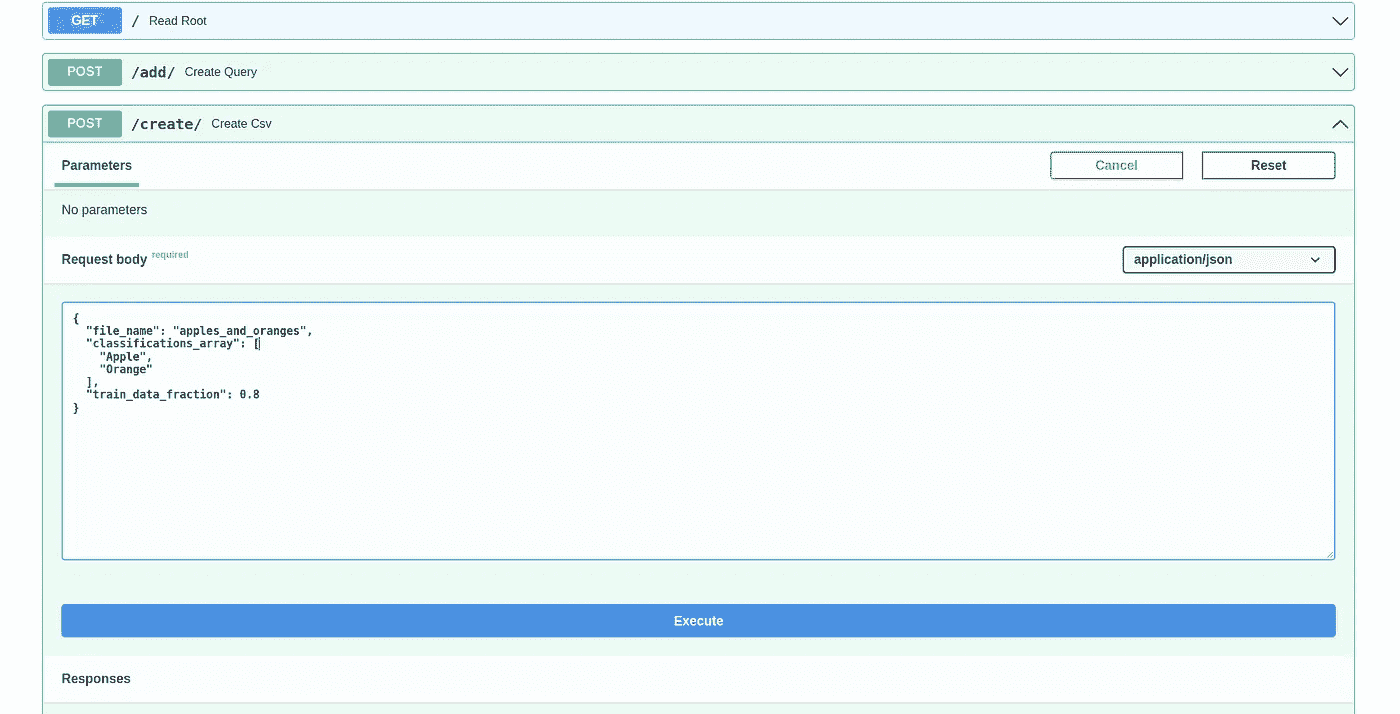 GET / Read Root
POST /add/ Create Query
POST /create/ Create Csv
Parameters Cancel Reset
No parameters
Request body required application/json
{
"file_name": "apples_and_oranges",
"classifications_array": [
"Apple",
"Orange"
],
"train_data_fraction": 0.8
}
Execute
Responses